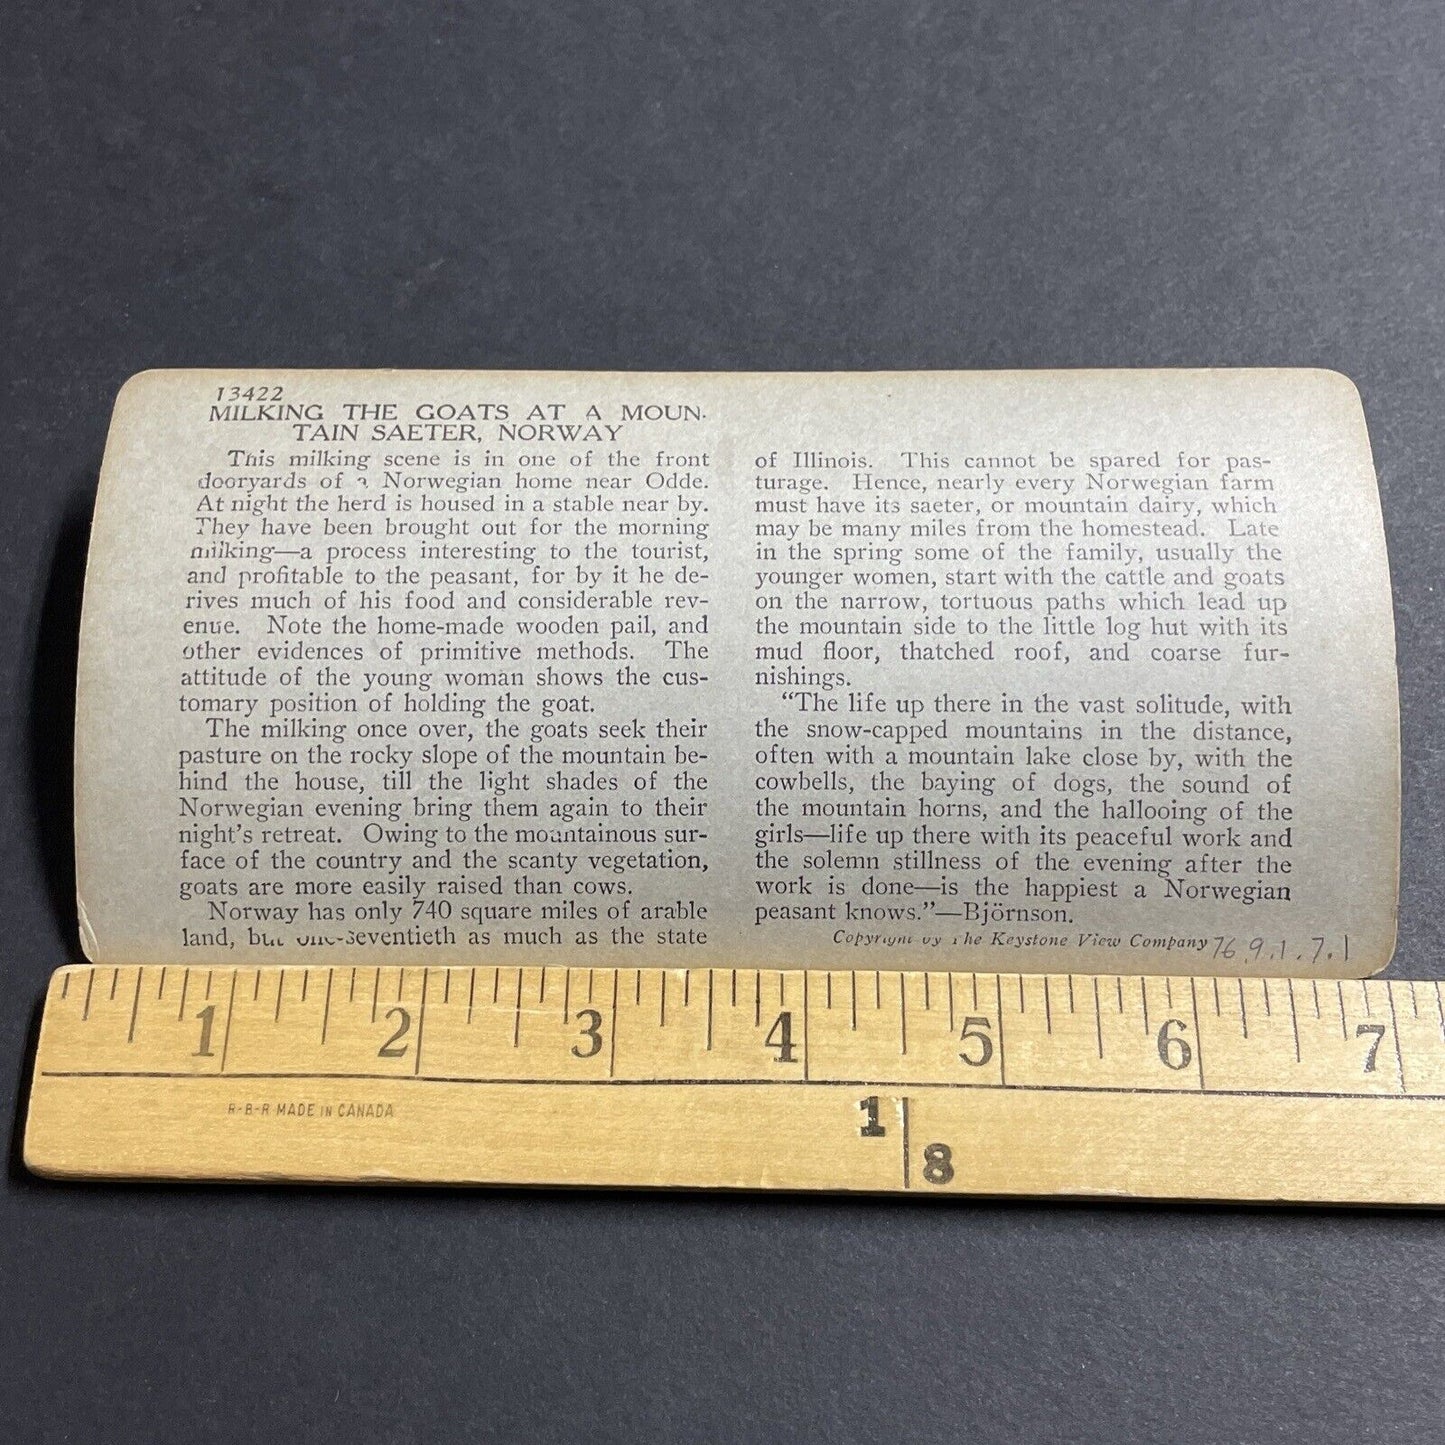 13422
MILKING THE GOATS AT A MOUN-
TAIN SAETER, NORWAY
This milking scene is in one of the front
dooryards of a Norwegian home near Odde.
At night the herd is housed in a stable near by.
They have been brought out for the morning
milking—a process interesting to the tourist,
and profitable to the peasant, for by it he de-
rives much of his food and considerable rev-
enue. Note the home-made wooden pail, and
other evidences of primitive methods. The
attitude of the young woman shows the cus-
tomary position of holding the goat.
The milking once over, the goats seek their
pasture on the rocky slope of the mountain be-
hind the house, till the light shades of the
Norwegian evening bring them again to their
night's retreat. Owing to the mountainous sur-
face of the country and the scanty vegetation,
goats are more easily raised than cows.
Norway has only 740 square miles of arable
land, but one-seventieth as much as the state
of Illinois. This cannot be spared for pas-
turage. Hence, nearly every Norwegian farm
must have its saeter, or mountain dairy, which
may be many miles from the homestead. Late
in the spring some of the family, usually the
younger women, start with the cattle and goats
on the narrow, tortuous paths which lead up
the mountain side to the little log hut with its
mud floor, thatched roof, and coarse fur-
nishings.
"The life up there in the vast solitude, with
the snow-capped mountains in the distance,
often with a mountain lake close by, with the
cowbells, the baying of dogs, the sound of
the mountain horns, and the hallooing of the
girls—life up there with its peaceful work and
the solemn stillness of the evening after the
work is done—is the happiest a Norwegian
peasant knows."—Björnson.
Copyright by The Keystone View Company 76.9.1.7.1
1 2 3 4 5 6 7
R-B-R MADE IN CANADA
1
8